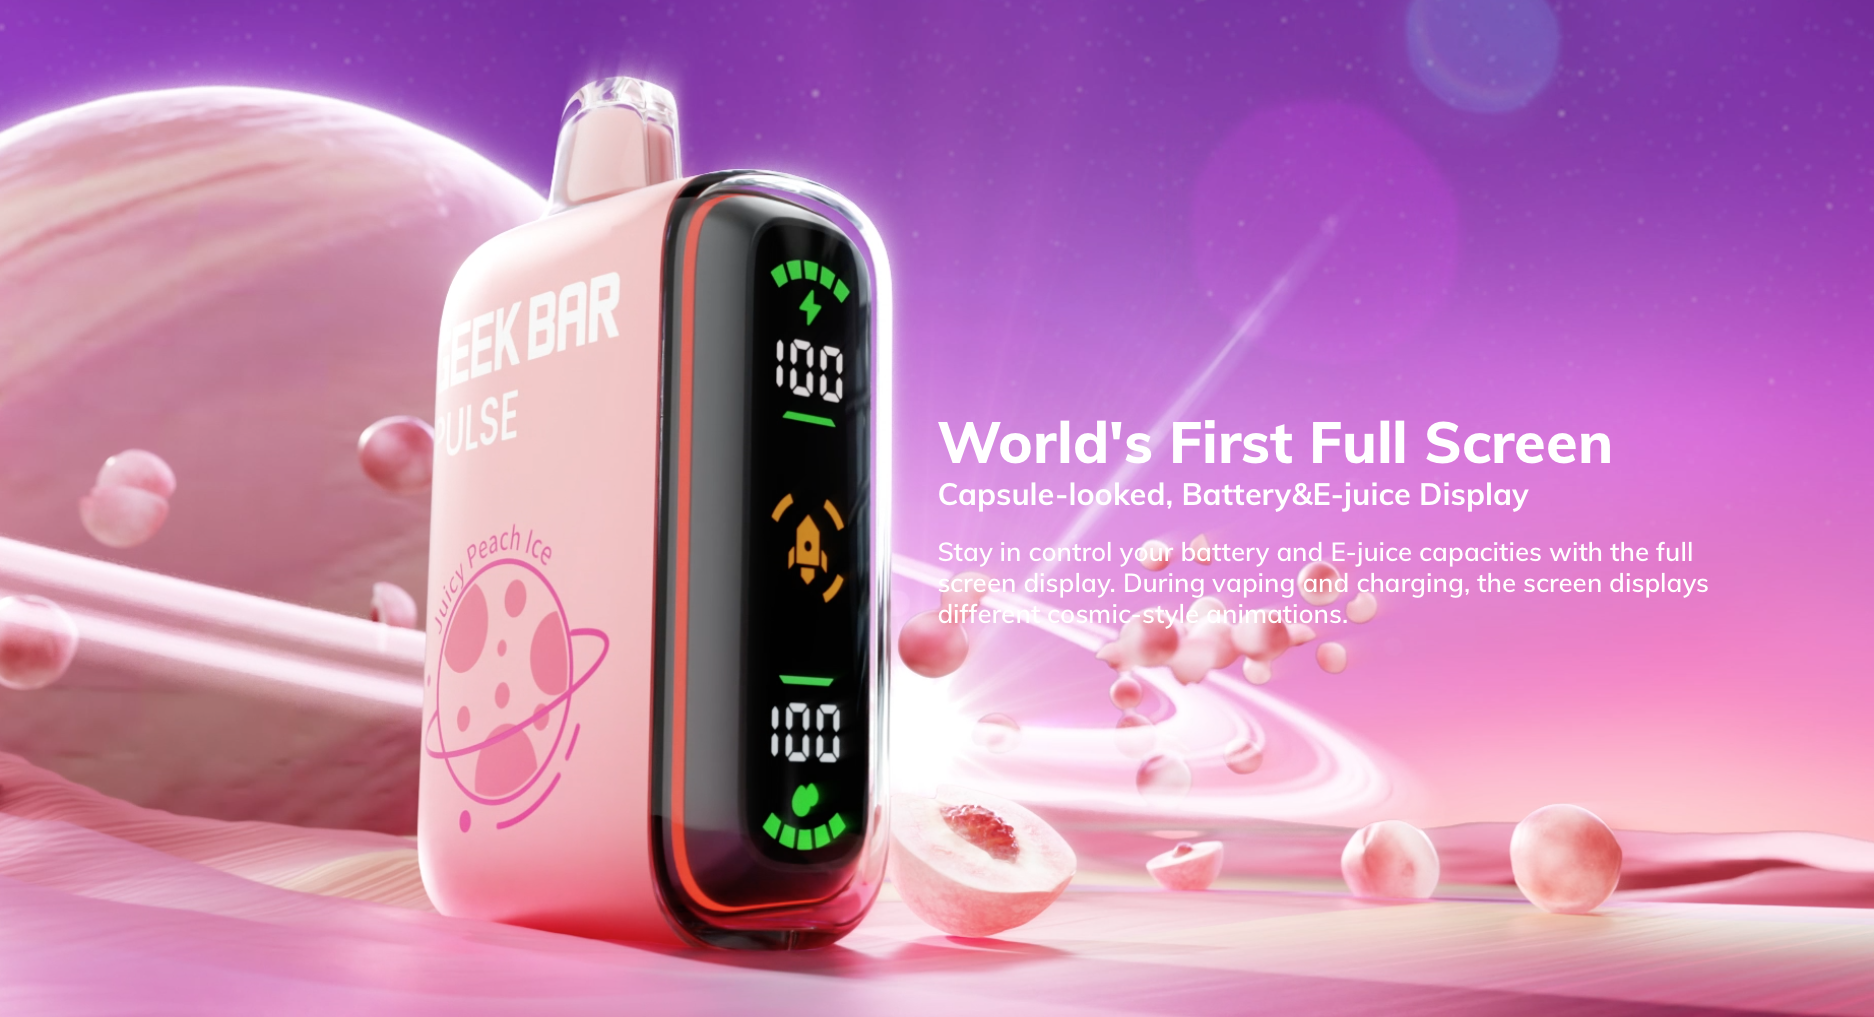 GEEK BAR
PULSE
Juicy Peach Ice
100
100
World's First Full Screen
Capsule-looked, Battery&E-juice Display
Stay in control your battery and E-juice capacities with the full
screen display. During vaping and charging, the screen displays
different cosmic-style animations.